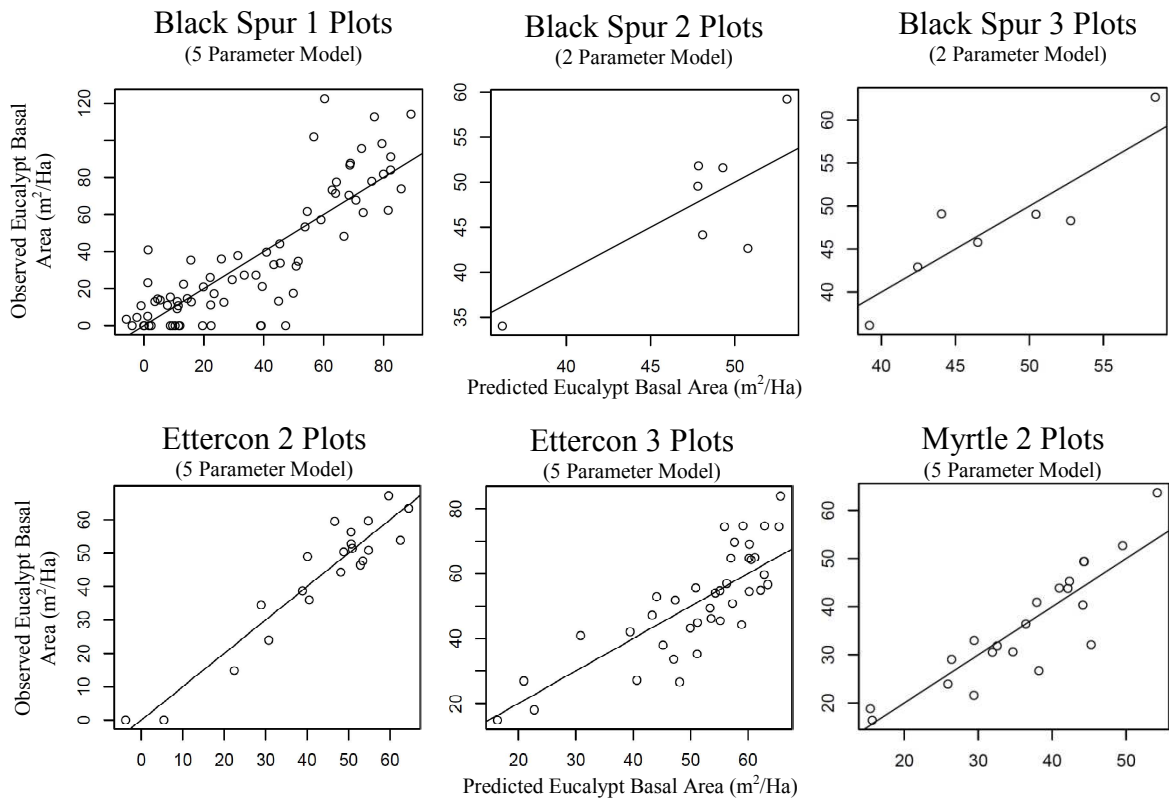 Black Spur 1 Plots
(5 Parameter Model)
Black Spur 2 Plots
(2 Parameter Model)
Black Spur 3 Plots
(2 Parameter Model)
Observed Eucalypt Basal
Area (m²/Ha)
0 20 40 60 80 100 120
0 20 40 60 80
35 40 45 50 55 60
40 45 50
40 45 50 55 60
40 45 50 55
Predicted Eucalypt Basal Area (m²/Ha)
Ettercon 2 Plots
(5 Parameter Model)
Ettercon 3 Plots
(5 Parameter Model)
Myrtle 2 Plots
(5 Parameter Model)
Observed Eucalypt Basal
Area (m²/Ha)
0 10 20 30 40 50 60
0 10 20 30 40 50 60
20 40 60 80
20 30 40 50 60
20 30 40 50 60
20 30 40 50
Predicted Eucalypt Basal Area (m²/Ha)